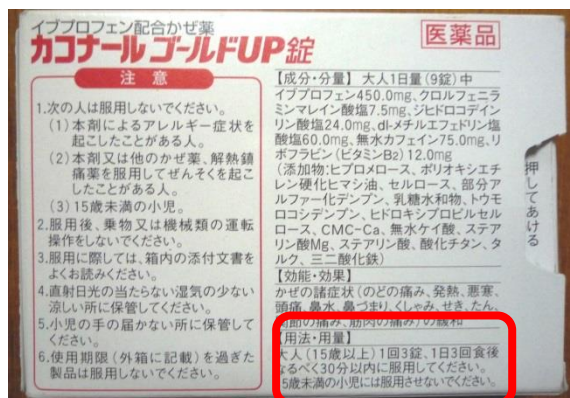 イブプロフェン配合かぜ薬
カコナール ゴールドUP錠
医薬品
注 意
1.次の人は服用しないでください。
(1)本剤によるアレルギー症状を
起こしたことがある人。
(2)本剤又は他のかぜ薬、解熱鎮
痛薬を服用してぜんそくを起こ
したことがある人。
(3)15歳未満の小児。
2.服用後、乗物又は機械類の運転
操作をしないでください。
3.服用に際しては、箱内の添付文書を
よくお読みください。
4.直射日光の当たらない湿気の少ない
涼しい所に保管してください。
5.小児の手の届かない所に保管して
ください。
6.使用期限(外箱に記載)を過ぎた
製品は服用しないでください。
【成分・分量】 大人1日量(9錠)中
イブプロフェン450.0mg、クロルフェニラ
ミンマレイン酸塩7.5mg、ジヒドロコデイン
リン酸塩24.0mg、dl-メチルエフェドリン塩
酸塩60.0mg、無水カフェイン75.0mg、リ
ボフラビン(ビタミンB₂)12.0mg
(添加物:ヒプロメロース、ポリオキシエチ
レン硬化ヒマシ油、セルロース、部分ア
ルファー化デンプン、乳糖水和物、トウモ
ロコシデンプン、ヒドロキシプロピルセル
ロース、CMC-Ca、無水ケイ酸、ステア
リン酸Mg、ステアリン酸、酸化チタン、タ
ルク、三二酸化鉄)
【効能・効果】
かぜの諸症状(のどの痛み、発熱、悪寒、
頭痛、鼻水、鼻づまり、くしゃみ、せき、たん、
関節の痛み、筋肉の痛み)の緩和
【用法・用量】
大人(15歳以上)1回3錠、1日3回食後
なるべく30分以内に服用してください。
15歳未満の小児には服用させないでください。
押してあける